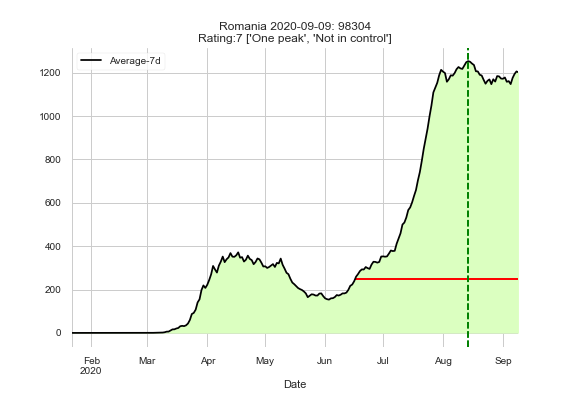 Romania 2020-09-09: 98304
Rating:7 ['One peak', 'Not in control']
Average-7d
1200
1000
800
600
400
200
0
Feb Mar Apr May Jun Jul Aug Sep
2020
Date